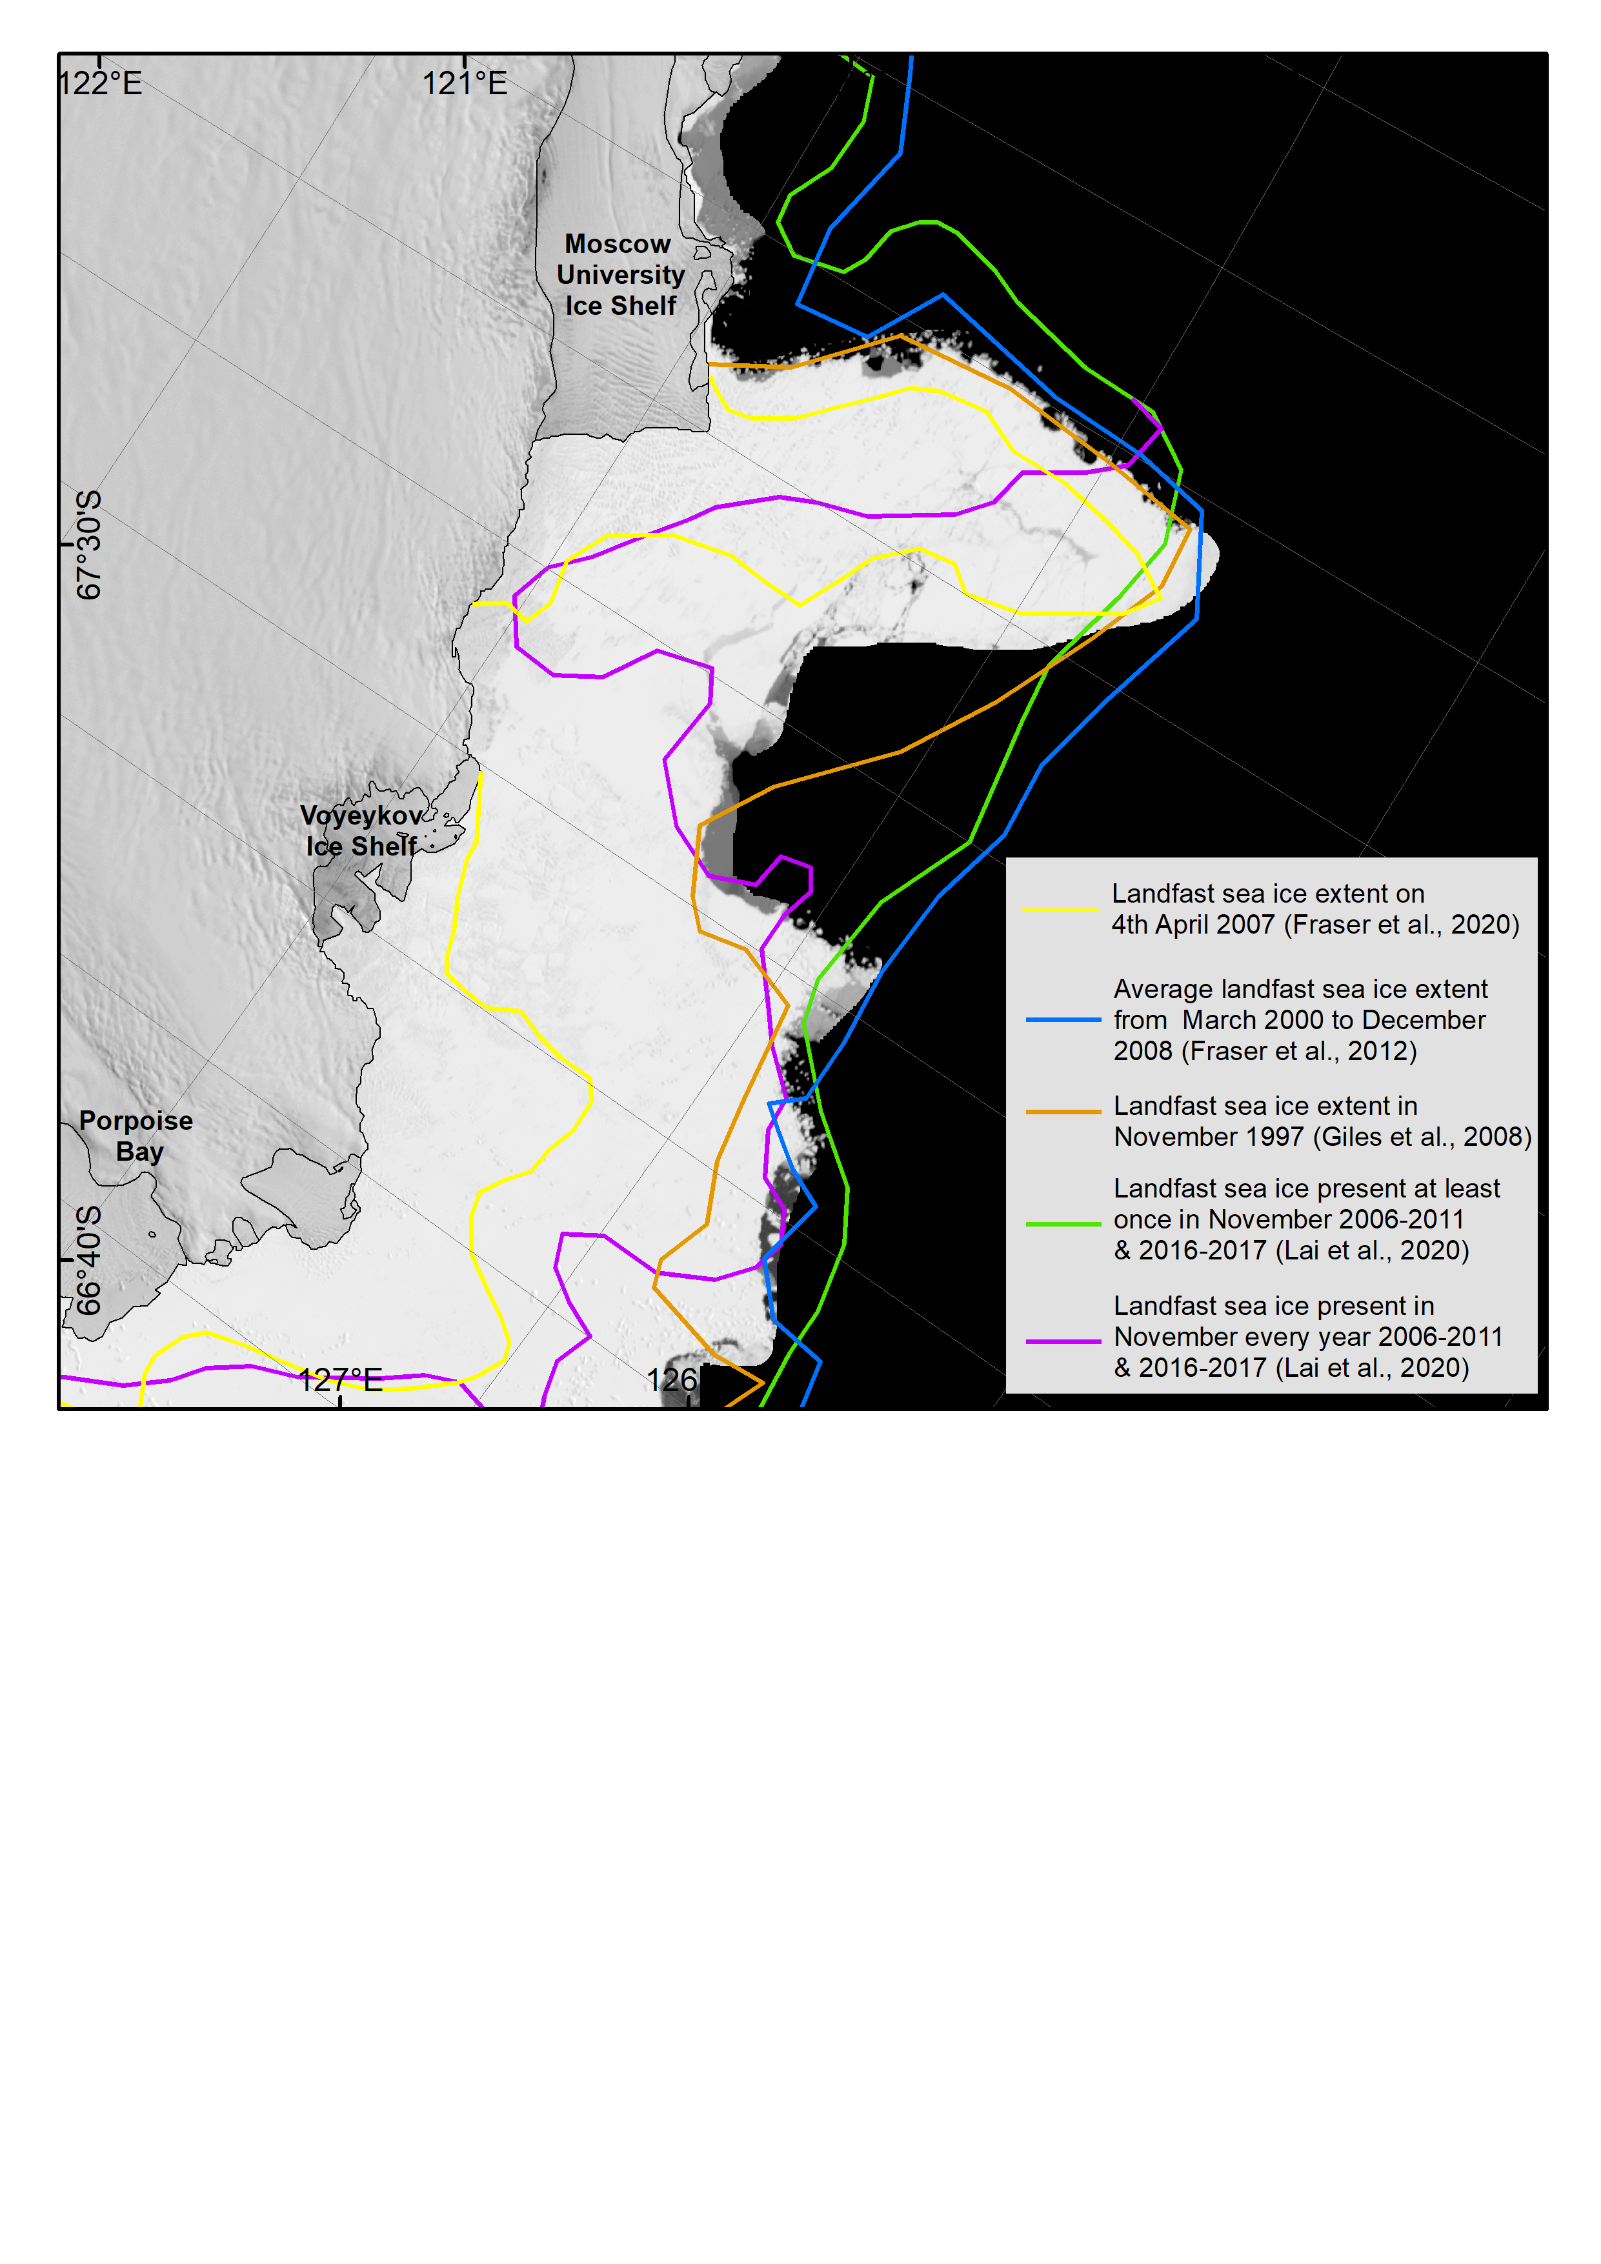 122°E
121°E
Moscow
University
Ice Shelf
67°30'S
Voyeykov
Ice Shelf
Porpoise
Bay
66°40'S
127°E
126
Landfast sea ice extent on
4th April 2007 (Fraser et al., 2020)
Average landfast sea ice extent
from  March 2000 to December
2008 (Fraser et al., 2012)
Landfast sea ice extent in
November 1997 (Giles et al., 2008)
Landfast sea ice present at least
once in November 2006-2011
& 2016-2017 (Lai et al., 2020)
Landfast sea ice present in
November every year 2006-2011
& 2016-2017 (Lai et al., 2020)